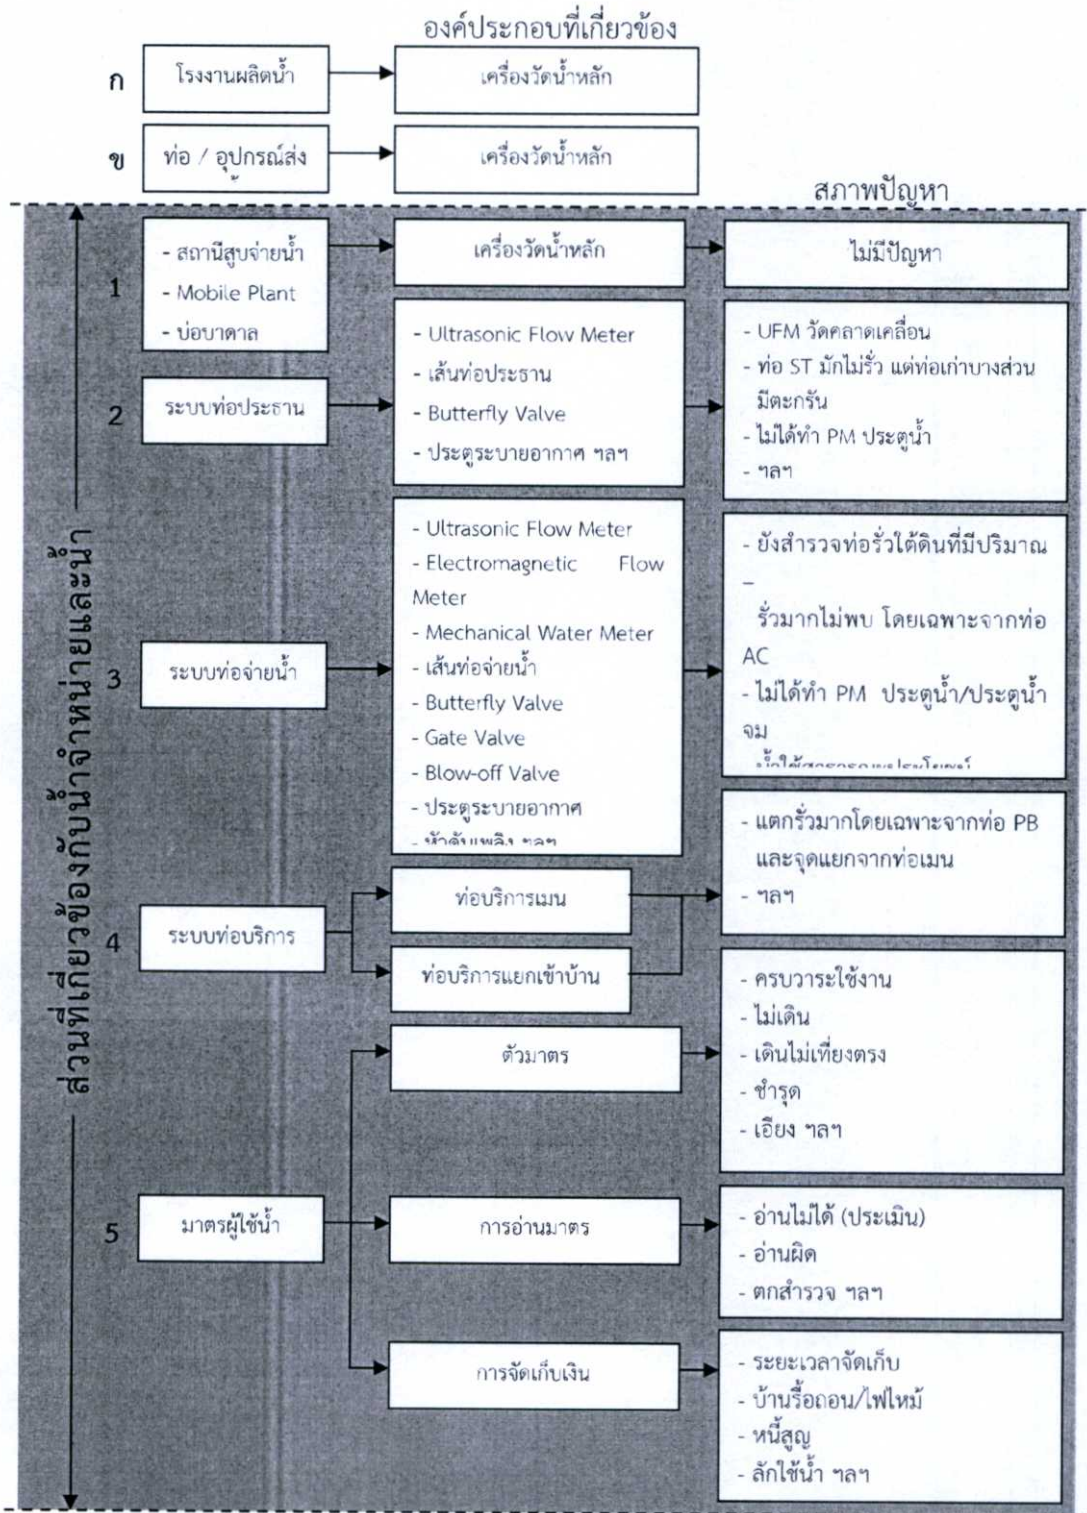 องค์ประกอบที่เกี่ยวข้อง
ก
โรงงานผลิตน้ำ
เครื่องวัดน้ำหลัก
ข
ท่อ / อุปกรณ์ส่ง
เครื่องวัดน้ำหลัก
สภาพปัญหา
ส่วนที่เกี่ยวข้องกับน้ำจำหน่ายและน้ำ
1
- สถานีสูบจ่ายน้ำ
- Mobile Plant
- บ่อบาดาล
เครื่องวัดน้ำหลัก
ไม่มีปัญหา
2
ระบบท่อประธาน
- Ultrasonic Flow Meter
- เส้นท่อประธาน
- Butterfly Valve
- ประตูระบายอากาศ ฯลฯ
- UFM วัดคลาดเคลื่อน
- ท่อ ST มักไม่รั่ว แต่ท่อเก่าบางส่วน
มีตะกรัน
- ไม่ได้ทำ PM ประตูน้ำ
- ฯลฯ
3
ระบบท่อจ่ายน้ำ
- Ultrasonic Flow Meter
- Electromagnetic Flow
Meter
- Mechanical Water Meter
- เส้นท่อจ่ายน้ำ
- Butterfly Valve
- Gate Valve
- Blow-off Valve
- ประตูระบายอากาศ
- หัวดับเพลิง ฯลฯ
- ยังสำรวจท่อรั่วใต้ดินที่มีปริมาณ
–
รั่วมากไม่พบ โดยเฉพาะจากท่อ
AC
- ไม่ได้ทำ PM ประตูน้ำ/ประตูน้ำ
จม
4
ระบบท่อบริการ
ท่อบริการเมน
ท่อบริการแยกเข้าบ้าน
- แตกรั่วมากโดยเฉพาะจากท่อ PB
และจุดแยกจากท่อเมน
- ฯลฯ
5
มาตรผู้ใช้น้ำ
ตัวมาตร
- ครบวาระใช้งาน
- ไม่เดิน
- เดินไม่เที่ยงตรง
- ชำรุด
- เอียง ฯลฯ
การอ่านมาตร
- อ่านไม่ได้ (ประเมิน)
- อ่านผิด
- ตกสำรวจ ฯลฯ
การจัดเก็บเงิน
- ระยะเวลาจัดเก็บ
- บ้านรื้อถอน/ไฟไหม้
- หนี้สูญ
- ลักใช้น้ำ ฯลฯ